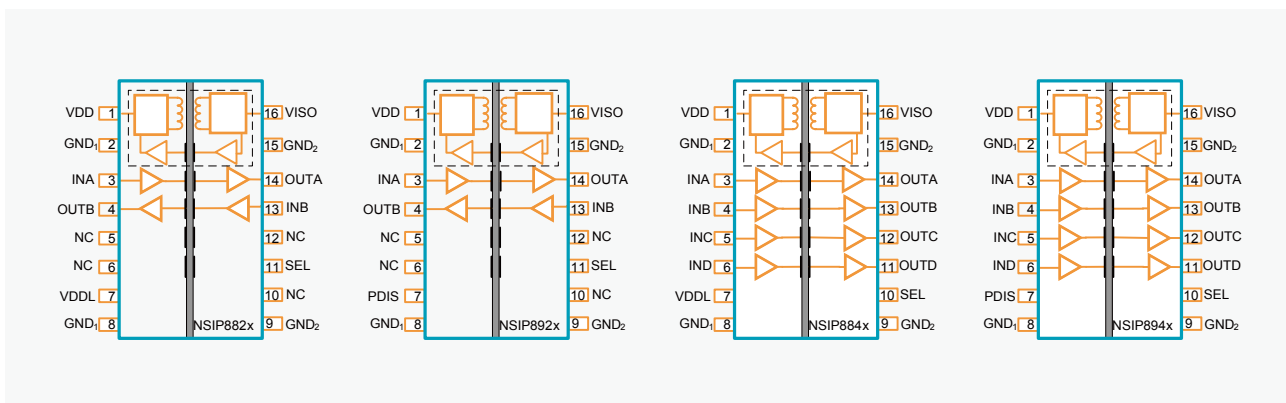 VDD 1 16 VISO
GND₁ 2 15 GND₂
INA 3 14 OUTA
OUTB 4 13 INB
NC 5 12 NC
NC 6 11 SEL
VDDL 7 10 NC
GND₁ 8 NSIP882x 9 GND₂
VDD 1 16 VISO
GND₁ 2 15 GND₂
INA 3 14 OUTA
OUTB 4 13 INB
NC 5 12 NC
NC 6 11 SEL
PDIS 7 10 NC
GND₁ 8 NSIP892x 9 GND₂
VDD 1 16 VISO
GND₁ 2 15 GND₂
INA 3 14 OUTA
INB 4 13 OUTB
INC 5 12 OUTC
IND 6 11 OUTD
VDDL 7 10 SEL
GND₁ 8 NSIP884x 9 GND₂
VDD 1 16 VISO
GND₁ 2 15 GND₂
INA 3 14 OUTA
INB 4 13 OUTB
INC 5 12 OUTC
IND 6 11 OUTD
PDIS 7 10 SEL
GND₁ 8 NSIP894x 9 GND₂